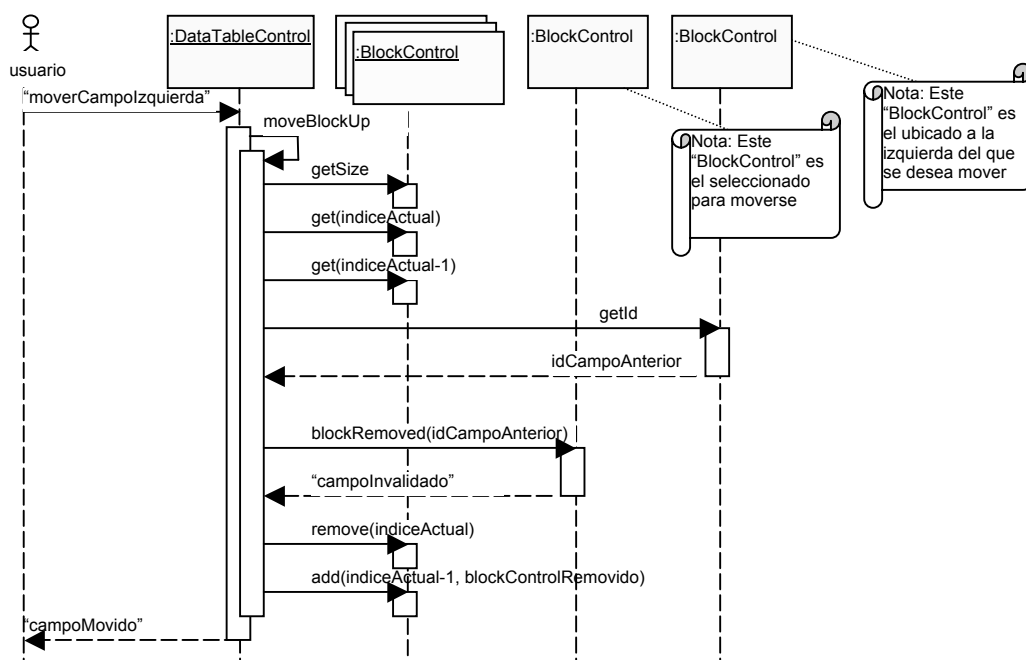 :DataTableControl
:BlockControl
:BlockControl
:BlockControl
usuario
“moverCampoIzquierda”
moveBlockUp
Nota: Este
“BlockControl” es
el ubicado a la
izquierda del que
se desea mover
Nota: Este
“BlockControl” es
el seleccionado
para moverse
getSize
get(indiceActual)
get(indiceActual-1)
getId
idCampoAnterior
blockRemoved(idCampoAnterior)
“campoInvalidado”
remove(indiceActual)
add(indiceActual-1, blockControlRemovido)
“campoMovido”